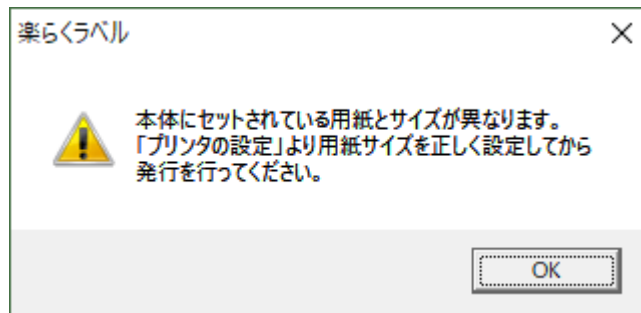 楽らくラベル
本体にセットされている用紙とサイズが異なります。
「プリンタの設定」より用紙サイズを正しく設定してから
発行を行ってください。
OK